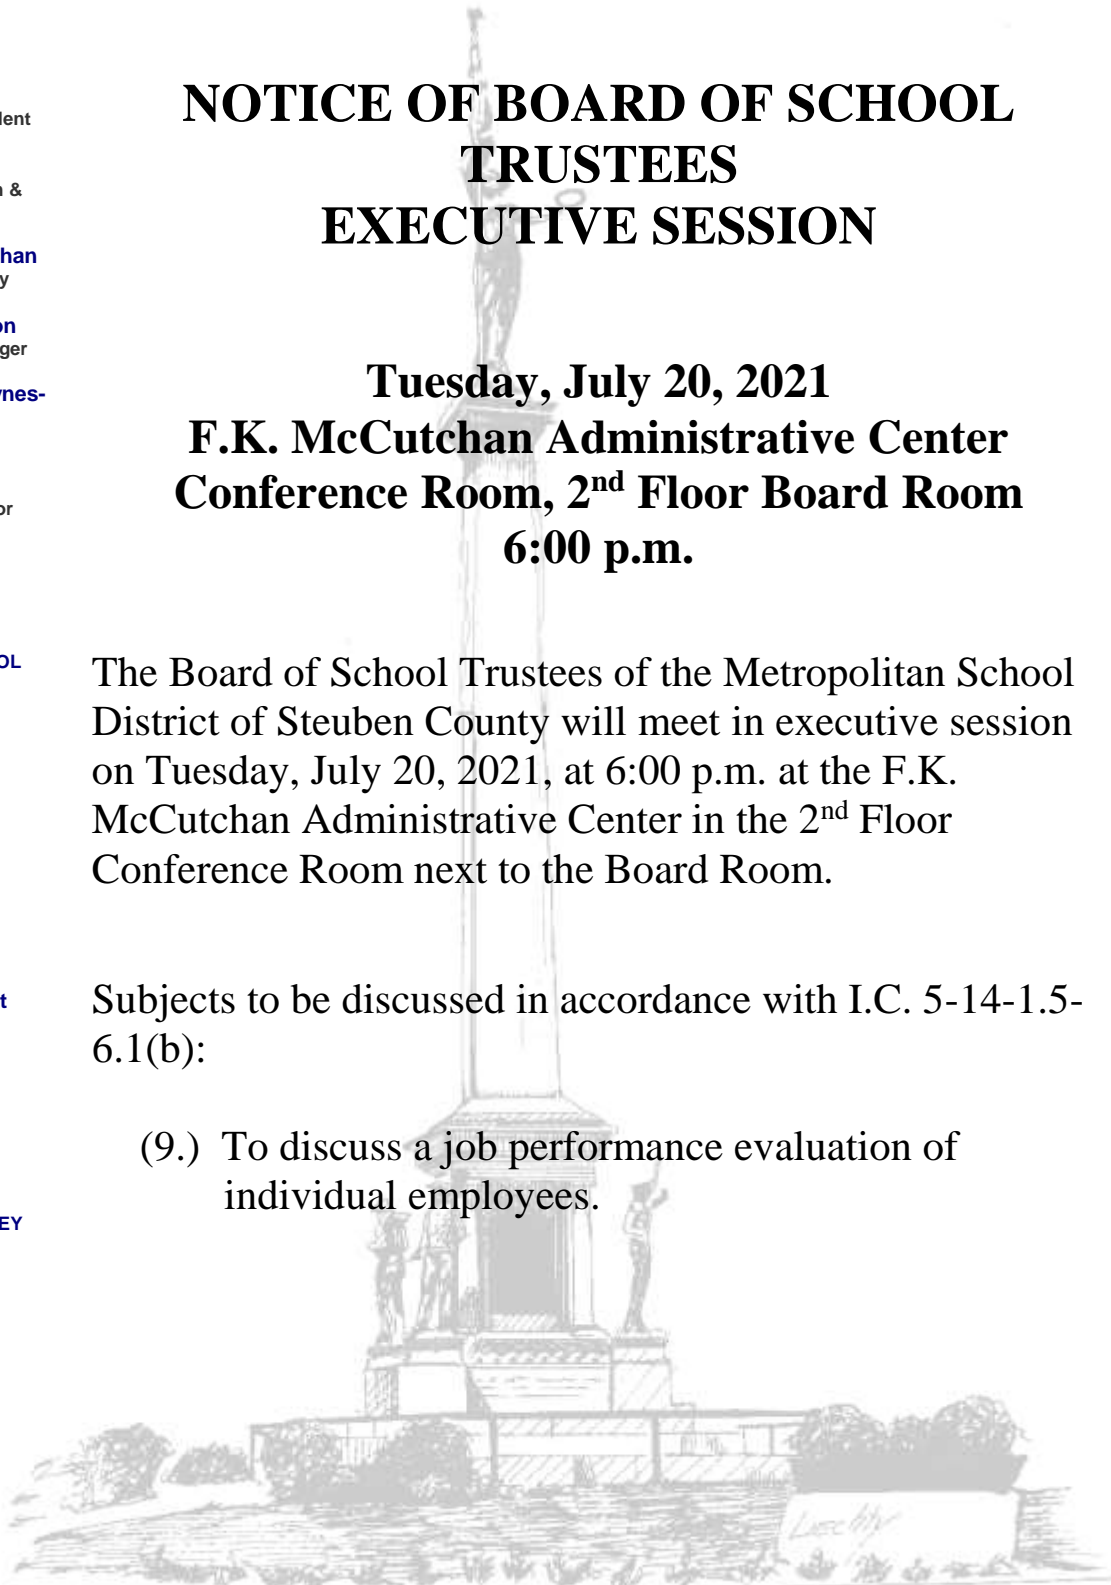 NOTICE OF BOARD OF SCHOOL
TRUSTEES
EXECUTIVE SESSION
Tuesday, July 20, 2021
F.K. McCutchan Administrative Center
Conference Room, 2nd Floor Board Room
6:00 p.m.
The Board of School Trustees of the Metropolitan School
District of Steuben County will meet in executive session
on Tuesday, July 20, 2021, at 6:00 p.m. at the F.K.
McCutchan Administrative Center in the 2nd Floor
Conference Room next to the Board Room.
Subjects to be discussed in accordance with I.C. 5-14-1.5-
6.1(b):
(9.) To discuss a job performance evaluation of
individual employees.